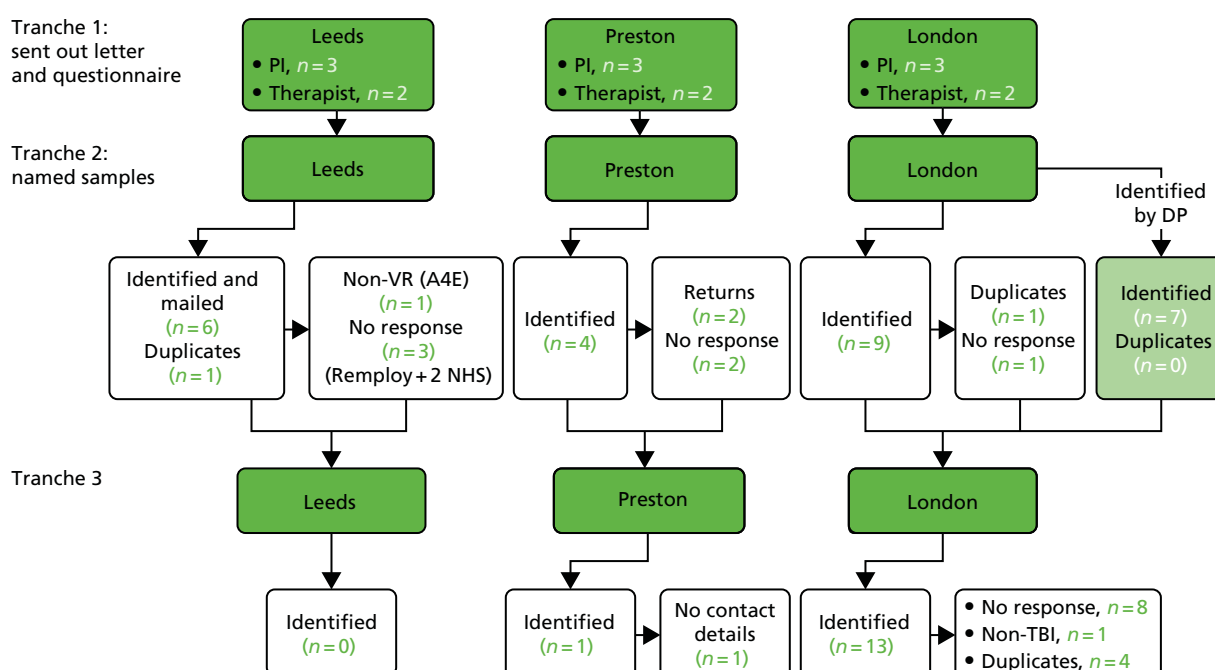 Tranche 1:
sent out letter
and questionnaire
Leeds
• PI, n=3
• Therapist, n=2
Preston
• PI, n=3
• Therapist, n=2
London
• PI, n=3
• Therapist, n=2
Tranche 2:
named samples
Leeds
Preston
London
Identified
by DP
Identified and
mailed
(n=6)
Duplicates
(n=1)
Non-VR (A4E)
(n=1)
No response
(n=3)
(Remploy+2 NHS)
Identified
(n=4)
Returns
(n=2)
No response
(n=2)
Identified
(n=9)
Duplicates
(n=1)
No response
(n=1)
Identified
(n=7)
Duplicates
(n=0)
Tranche 3
Leeds
Preston
London
Identified
(n=0)
Identified
(n=1)
No contact
details
(n=1)
Identified
(n=13)
• No response, n=8
• Non-TBI, n=1
• Duplicates, n=4